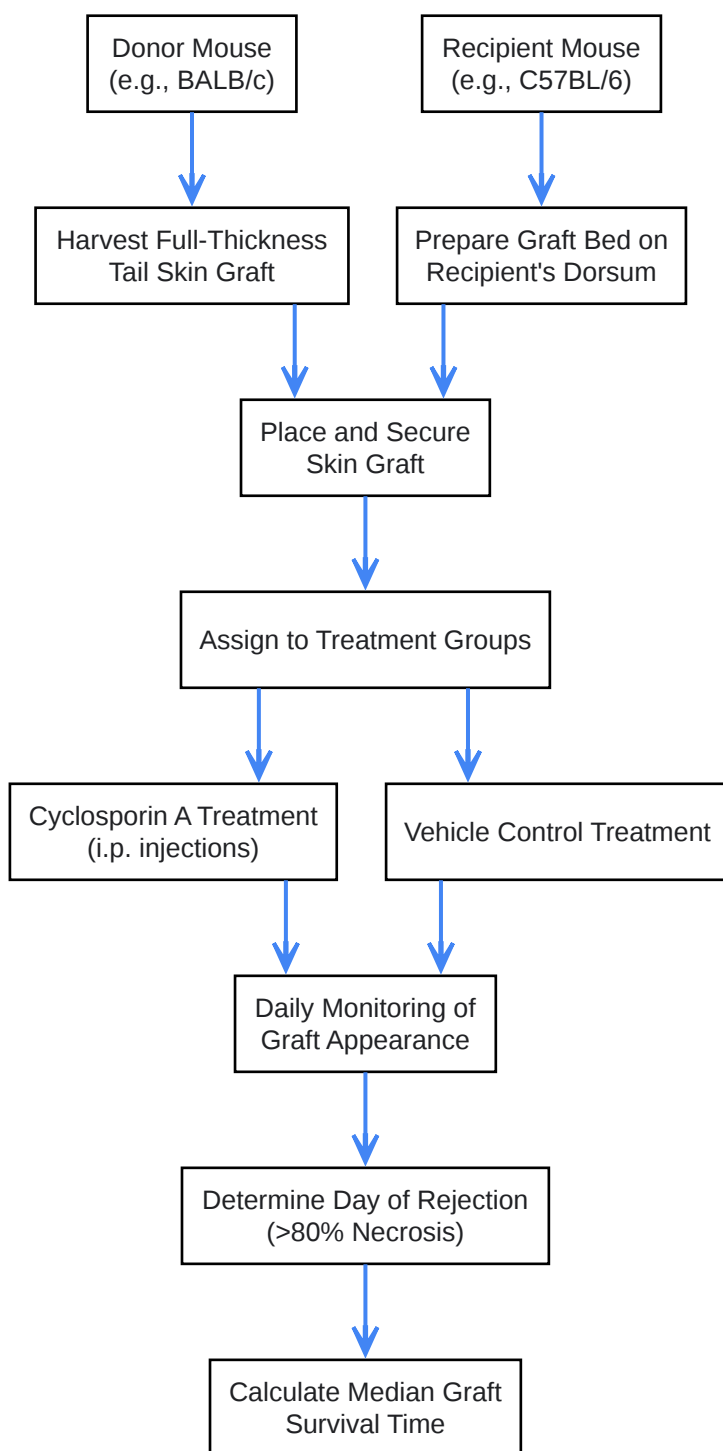 Donor Mouse
(e.g., BALB/c)
Recipient Mouse
(e.g., C57BL/6)
Harvest Full-Thickness
Tail Skin Graft
Prepare Graft Bed on
Recipient's Dorsum
Place and Secure
Skin Graft
Assign to Treatment Groups
Cyclosporin A Treatment
(i.p. injections)
Vehicle Control Treatment
Daily Monitoring of
Graft Appearance
Determine Day of Rejection
(>80% Necrosis)
Calculate Median Graft
Survival Time